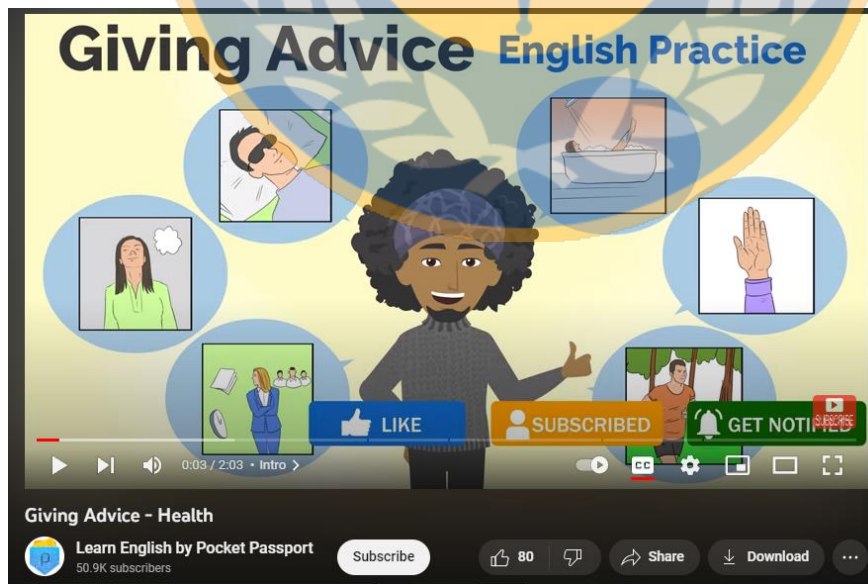 Giving Advice English Practice
LIKE
SUBSCRIBED
GET NOTIFIED
SUBSCRIBE
0:03 / 2:03 • Intro >
CC
Giving Advice - Health
Learn English by Pocket Passport
50.9K subscribers
Subscribe
80
Share
Download